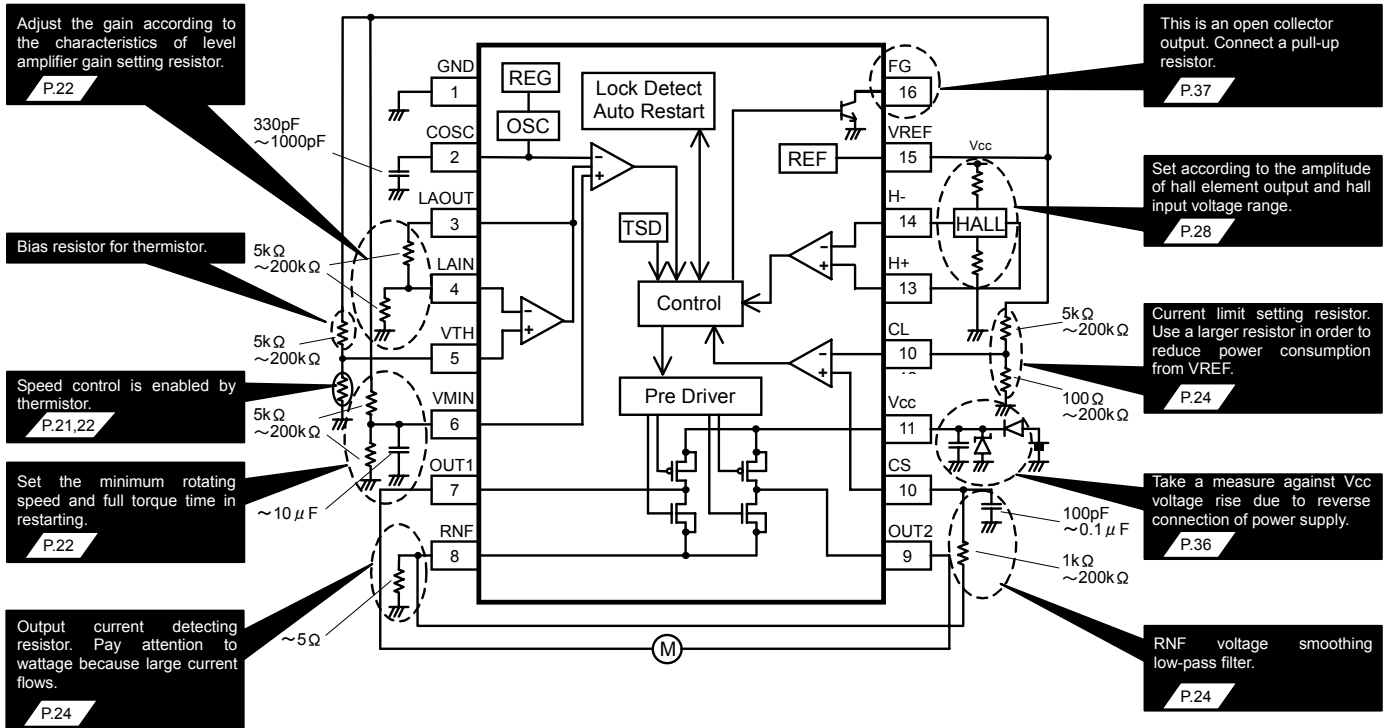 Adjust the gain according to
the characteristics of level
amplifier gain setting resistor.
P.22
Bias resistor for thermistor.
Speed control is enabled by
thermistor.
P.21,22
Set the minimum rotating
speed and full torque time in
restarting.
P.22
Output current detecting
resistor. Pay attention to
wattage because large current
flows.
P.24
330pF
~1000pF
5kΩ
~200kΩ
5kΩ
~200kΩ
5kΩ
~200kΩ
~10μF
~5Ω
GND
1
COSC
2
LAOUT
3
LAIN
4
VTH
5
VMIN
6
OUT1
7
RNF
8
REG
OSC
Lock Detect
Auto Restart
−
+
TSD
REF
Control
−
+
−
+
−
+
Pre Driver
M
FG
16
VREF
15
H-
14
H+
13
CL
10
Vcc
11
CS
10
OUT2
9
Vcc
HALL
5kΩ
~200kΩ
100Ω
~200kΩ
100pF
~0.1μF
1kΩ
~200kΩ
This is an open collector
output. Connect a pull-up
resistor.
P.37
Set according to the amplitude
of hall element output and hall
input voltage range.
P.28
Current limit setting resistor.
Use a larger resistor in order to
reduce power consumption
from VREF.
P.24
Take a measure against Vcc
voltage rise due to reverse
connection of power supply.
P.36
RNF voltage smoothing
low-pass filter.
P.24